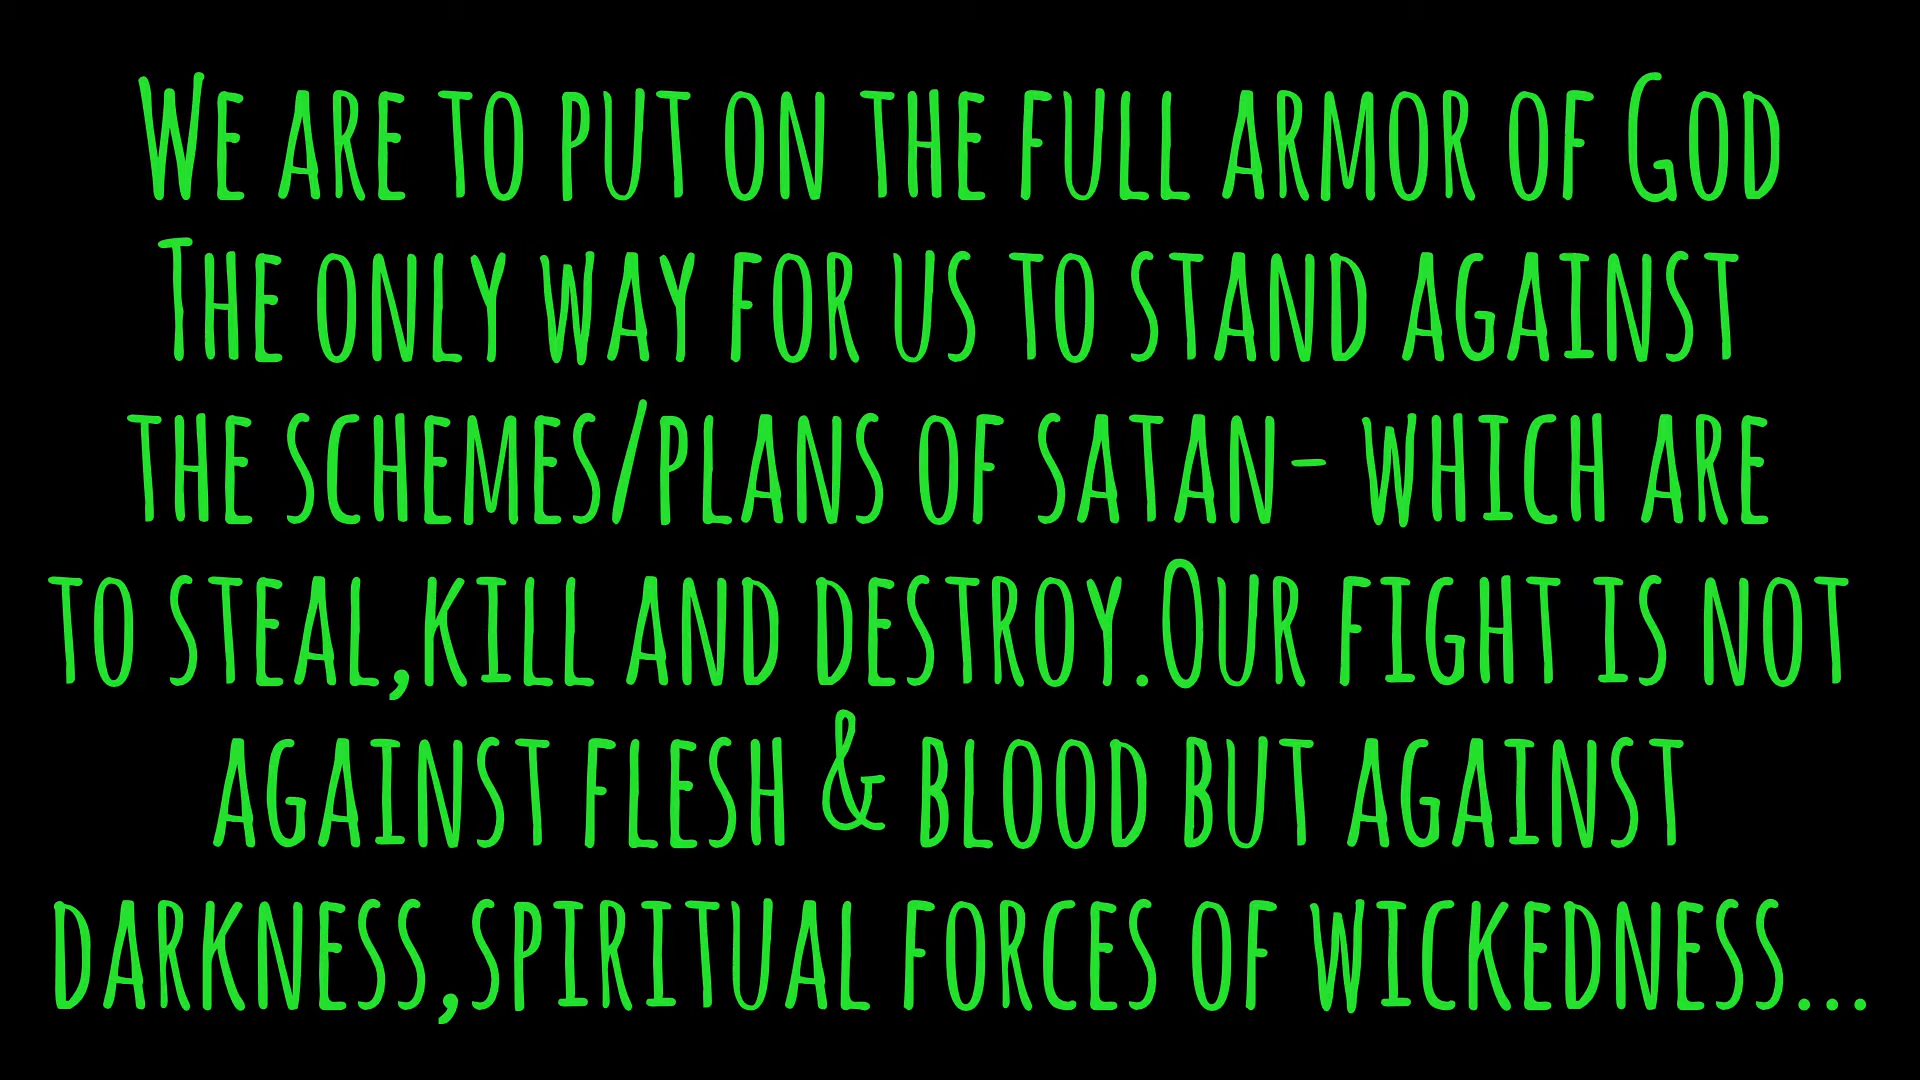 We are to put on the full armor of God
The only way for us to stand against
the schemes/plans of satan- which are
to steal,kill and destroy.Our fight is not
against flesh & blood but against
darkness,spiritual forces of wickedness...